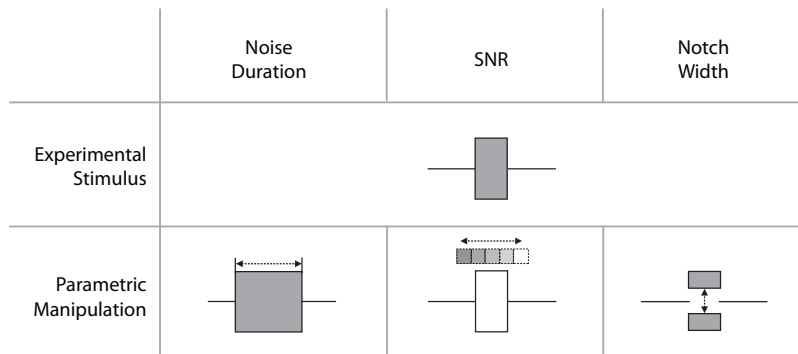 Noise
Duration
SNR
Notch
Width
Experimental
Stimulus
Parametric
Manipulation